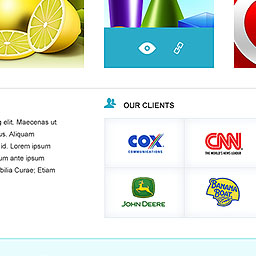 OUR CLIENTS
g elit. Maecenas ut
us. Aliquam
id. Lorem ipsum
um ante ipsum
bilia Curae; Etiam
COX
COMMUNICATIONS
CNN
THE WORLD'S NEWS LEADER
JOHN DEERE
BANANA
BOAT